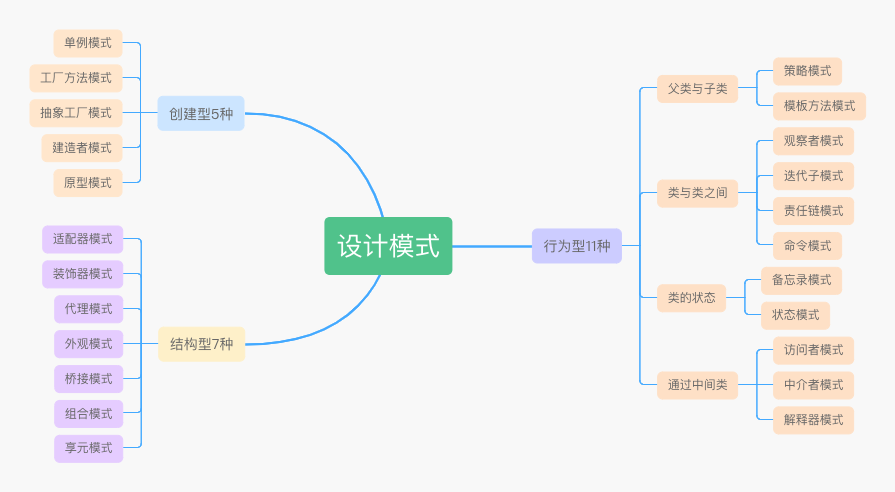 设计模式
创建型5种
单例模式
工厂方法模式
抽象工厂模式
建造者模式
原型模式
结构型7种
适配器模式
装饰器模式
代理模式
外观模式
桥接模式
组合模式
享元模式
行为型11种
父类与子类
策略模式
模板方法模式
类与类之间
观察者模式
迭代子模式
责任链模式
命令模式
类的状态
备忘录模式
状态模式
通过中间类
访问者模式
中介者模式
解释器模式